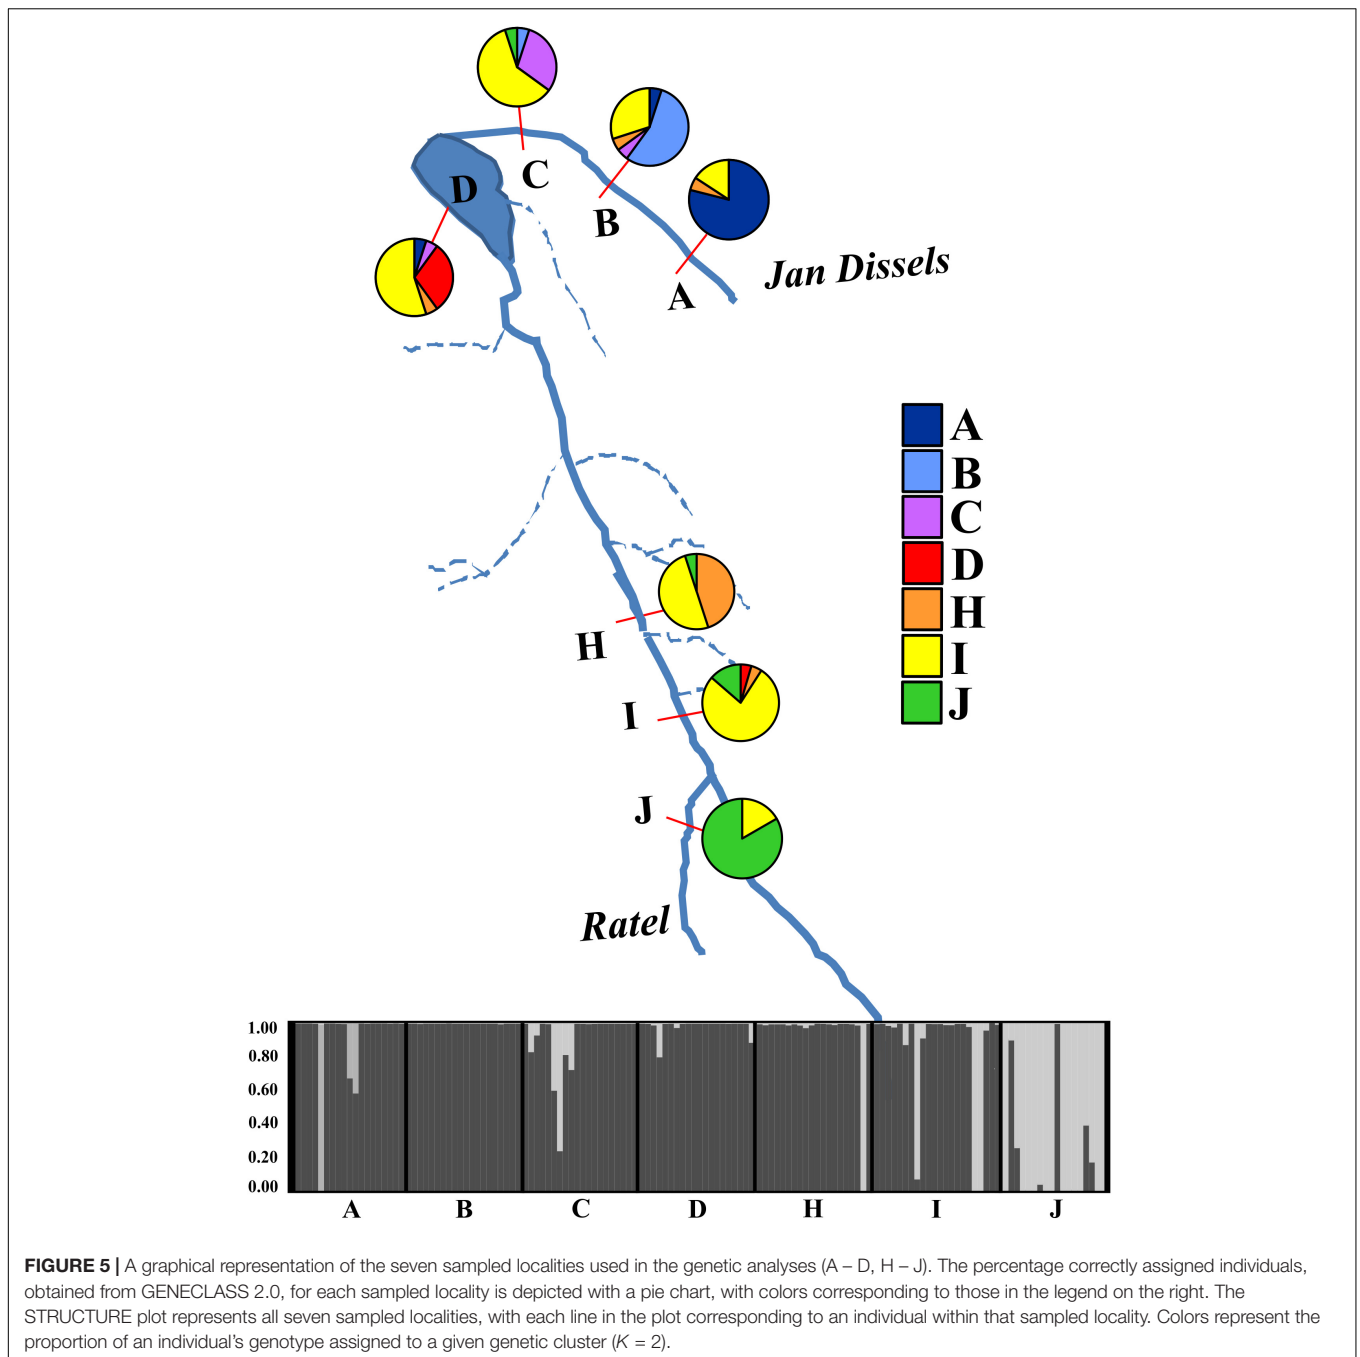 C
D
B
A
Jan Dissels
A
B
C
D
H
I
J
H
I
J
Ratel
1.00
0.80
0.60
0.40
0.20
0.00
A B C D H I J
FIGURE 5 | A graphical representation of the seven sampled localities used in the genetic analyses (A – D, H – J). The percentage correctly assigned individuals,
obtained from GENECLASS 2.0, for each sampled locality is depicted with a pie chart, with colors corresponding to those in the legend on the right. The
STRUCTURE plot represents all seven sampled localities, with each line in the plot corresponding to an individual within that sampled locality. Colors represent the
proportion of an individual's genotype assigned to a given genetic cluster (K = 2).